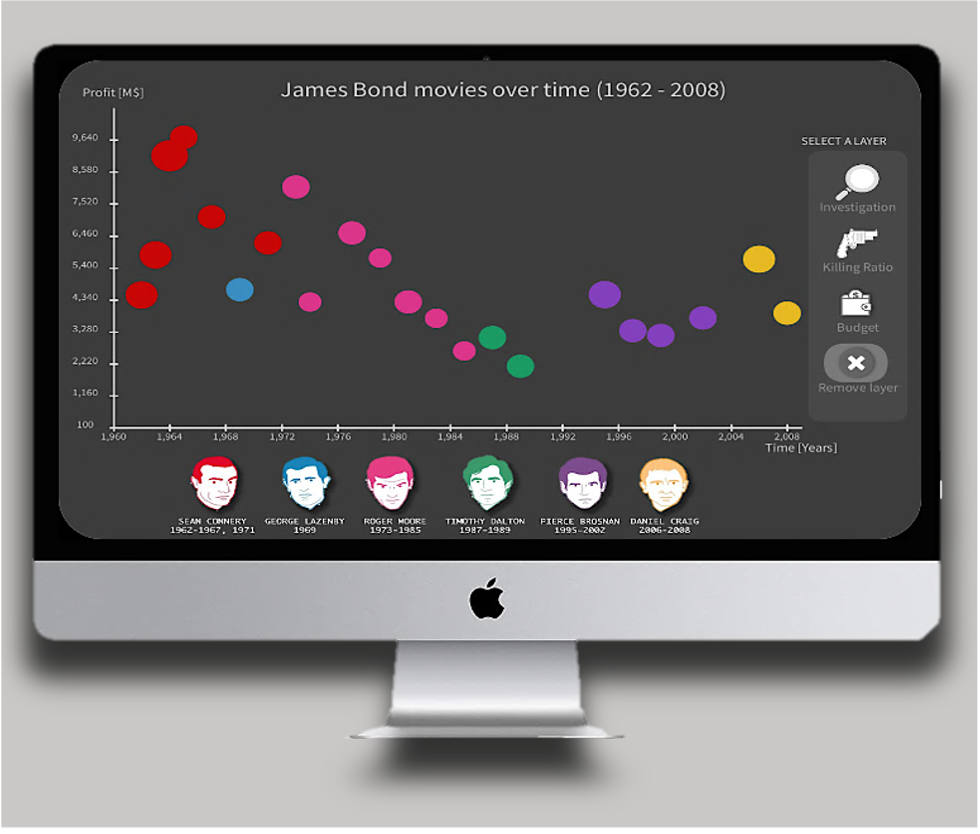 James Bond movies over time (1962 - 2008)
Profit [M$]
9,640
8,580
7,520
6,460
5,400
4,340
3,280
2,220
1,160
100
1,960
1,964
1,968
1,972
1,976
1,980
1,984
1,988
1,992
1,996
2,000
2,004
2,008
Time [Years]
SELECT A LAYER
Investigation
Killing Ratio
Budget
Remove layer
SEAN CONNERY
1962-1967, 1971
GEORGE LAZENBY
1969
ROGER MOORE
1973-1985
TIMOTHY DALTON
1987-1989
PIERCE BROSNAN
1995-2002
DANIEL CRAIG
2006-2008